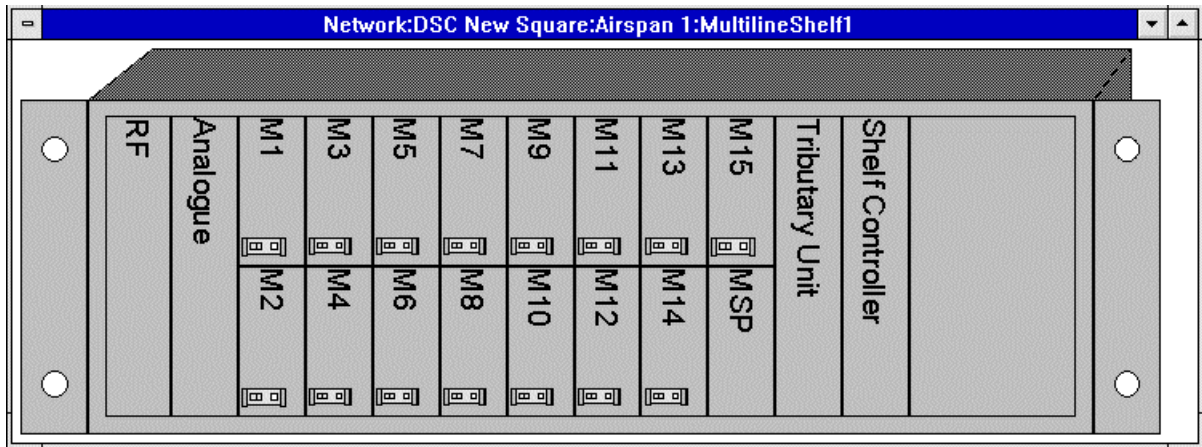 Network:DSC New Square:Airspan 1:MultilineShelf1
RF
Analogue
M1
M3
M5
M7
M9
M11
M13
M15
Tributary Unit
Shelf Controller
M2
M4
M6
M8
M10
M12
M14
MSP